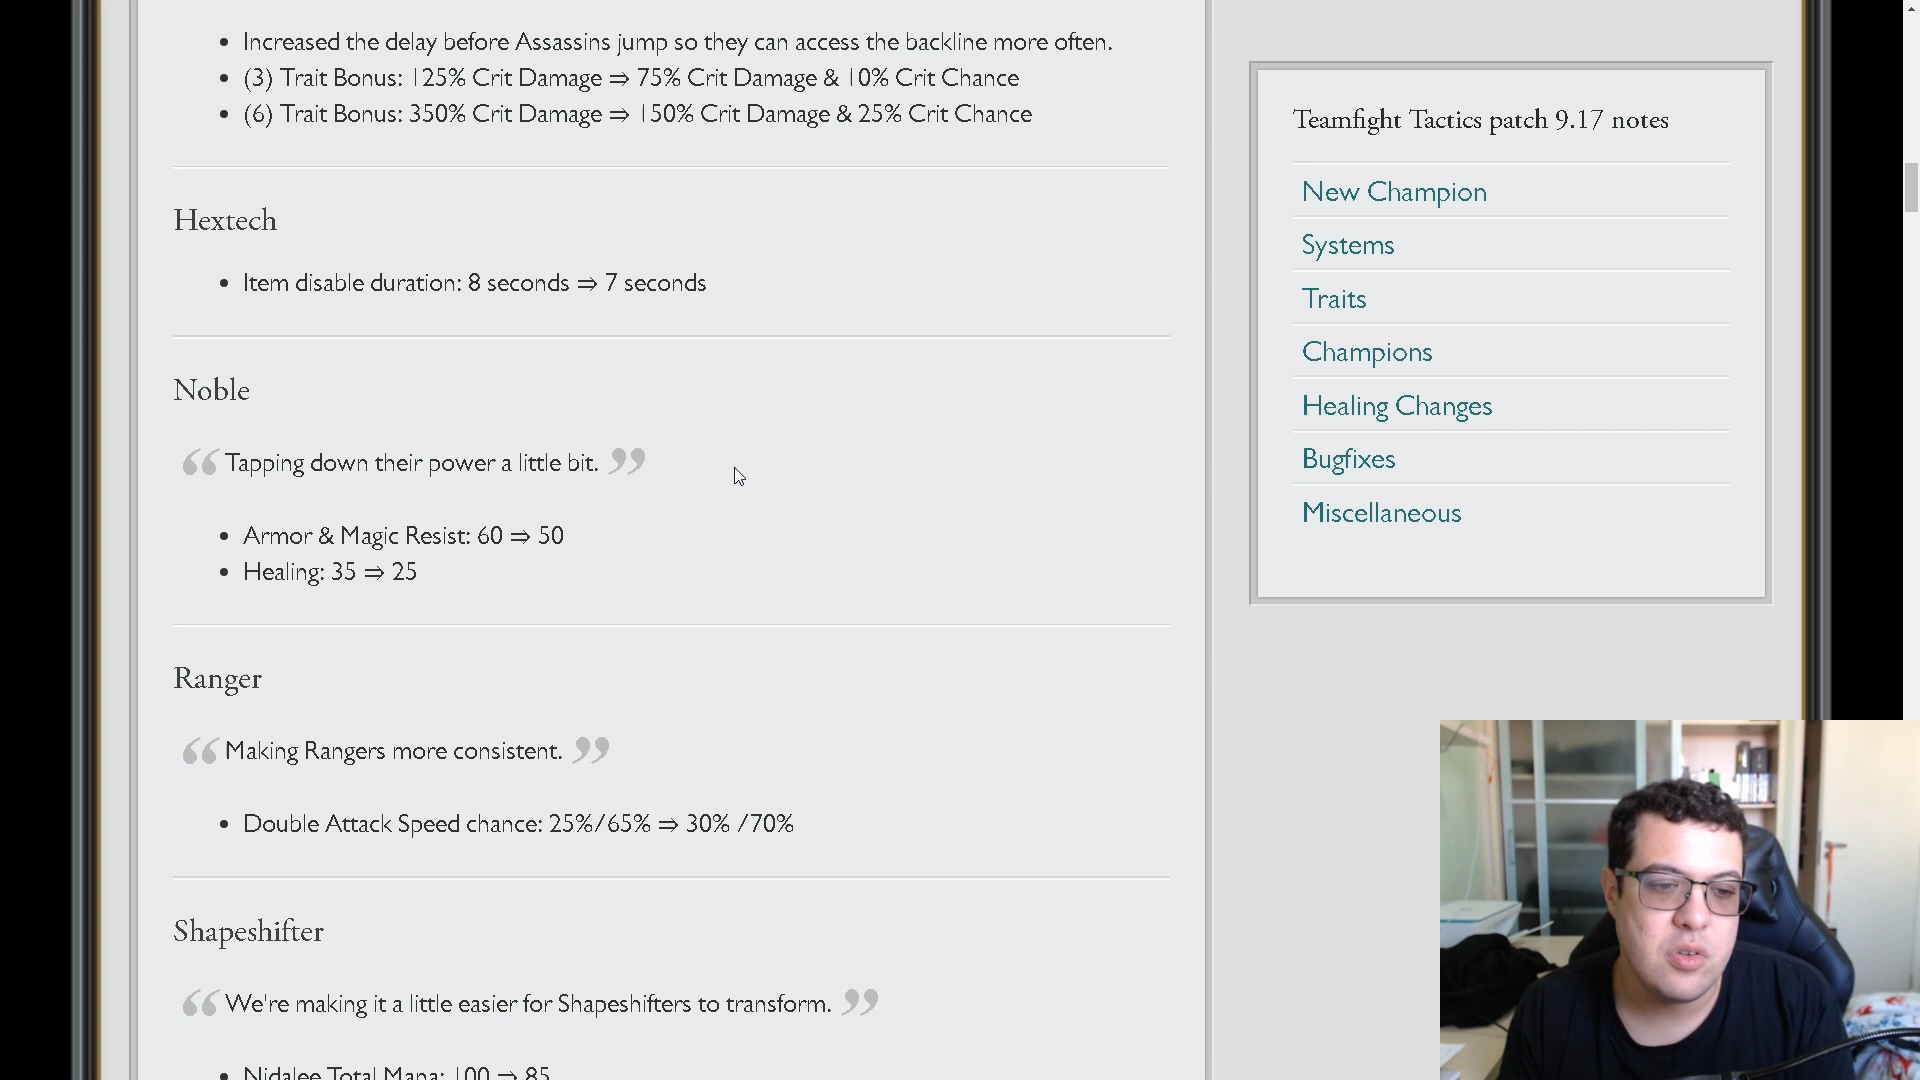 Increased the delay before Assassins jump so they can access the backline more often.
(3) Trait Bonus: 125% Crit Damage ⇒ 75% Crit Damage & 10% Crit Chance
(6) Trait Bonus: 350% Crit Damage ⇒ 150% Crit Damage & 25% Crit Chance
Hextech
Item disable duration: 8 seconds ⇒ 7 seconds
Noble
“ Tapping down their power a little bit. ”
Armor & Magic Resist: 60 ⇒ 50
Healing: 35 ⇒ 25
Ranger
“ Making Rangers more consistent. ”
Double Attack Speed chance: 25%/65% ⇒ 30% /70%
Shapeshifter
“ We're making it a little easier for Shapeshifters to transform. ”
Nidalee Total Mana: 100 ⇒ 85
Teamfight Tactics patch 9.17 notes
New Champion
Systems
Traits
Champions
Healing Changes
Bugfixes
Miscellaneous